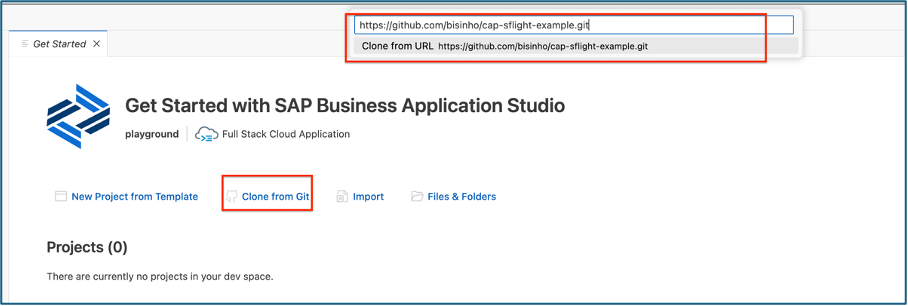 https://github.com/bisinho/cap-sflight-example.git
Clone from URL https://github.com/bisinho/cap-sflight-example.git
Get Started
Get Started with SAP Business Application Studio
playground Full Stack Cloud Application
New Project from Template Clone from Git Import Files & Folders
Projects (0)
There are currently no projects in your dev space.